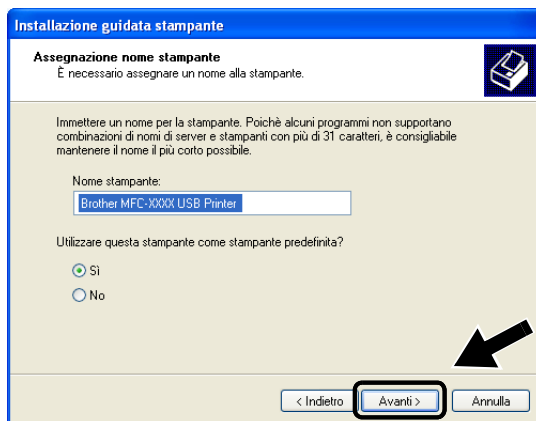 Installazione guidata stampante
Assegnazione nome stampante
È necessario assegnare un nome alla stampante.
Immettere un nome per la stampante. Poichè alcuni programmi non supportano
combinazioni di nomi di server e stampanti con più di 31 caratteri, è consigliabile
mantenere il nome il più corto possibile.
Nome stampante:
Brother MFC-XXXX USB Printer
Utilizzare questa stampante come stampante predefinita?
Sì
No
< Indietro
Avanti >
Annulla